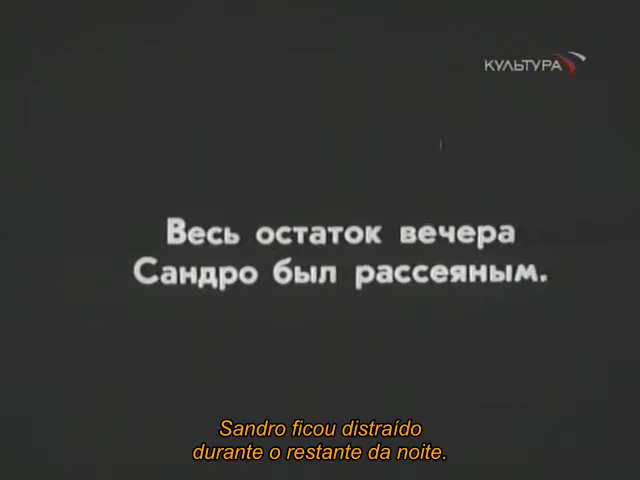 КУЛЬТУРА
Весь остаток вечера
Сандро был рассеяным.
Sandro ficou distraído
durante o restante da noite.